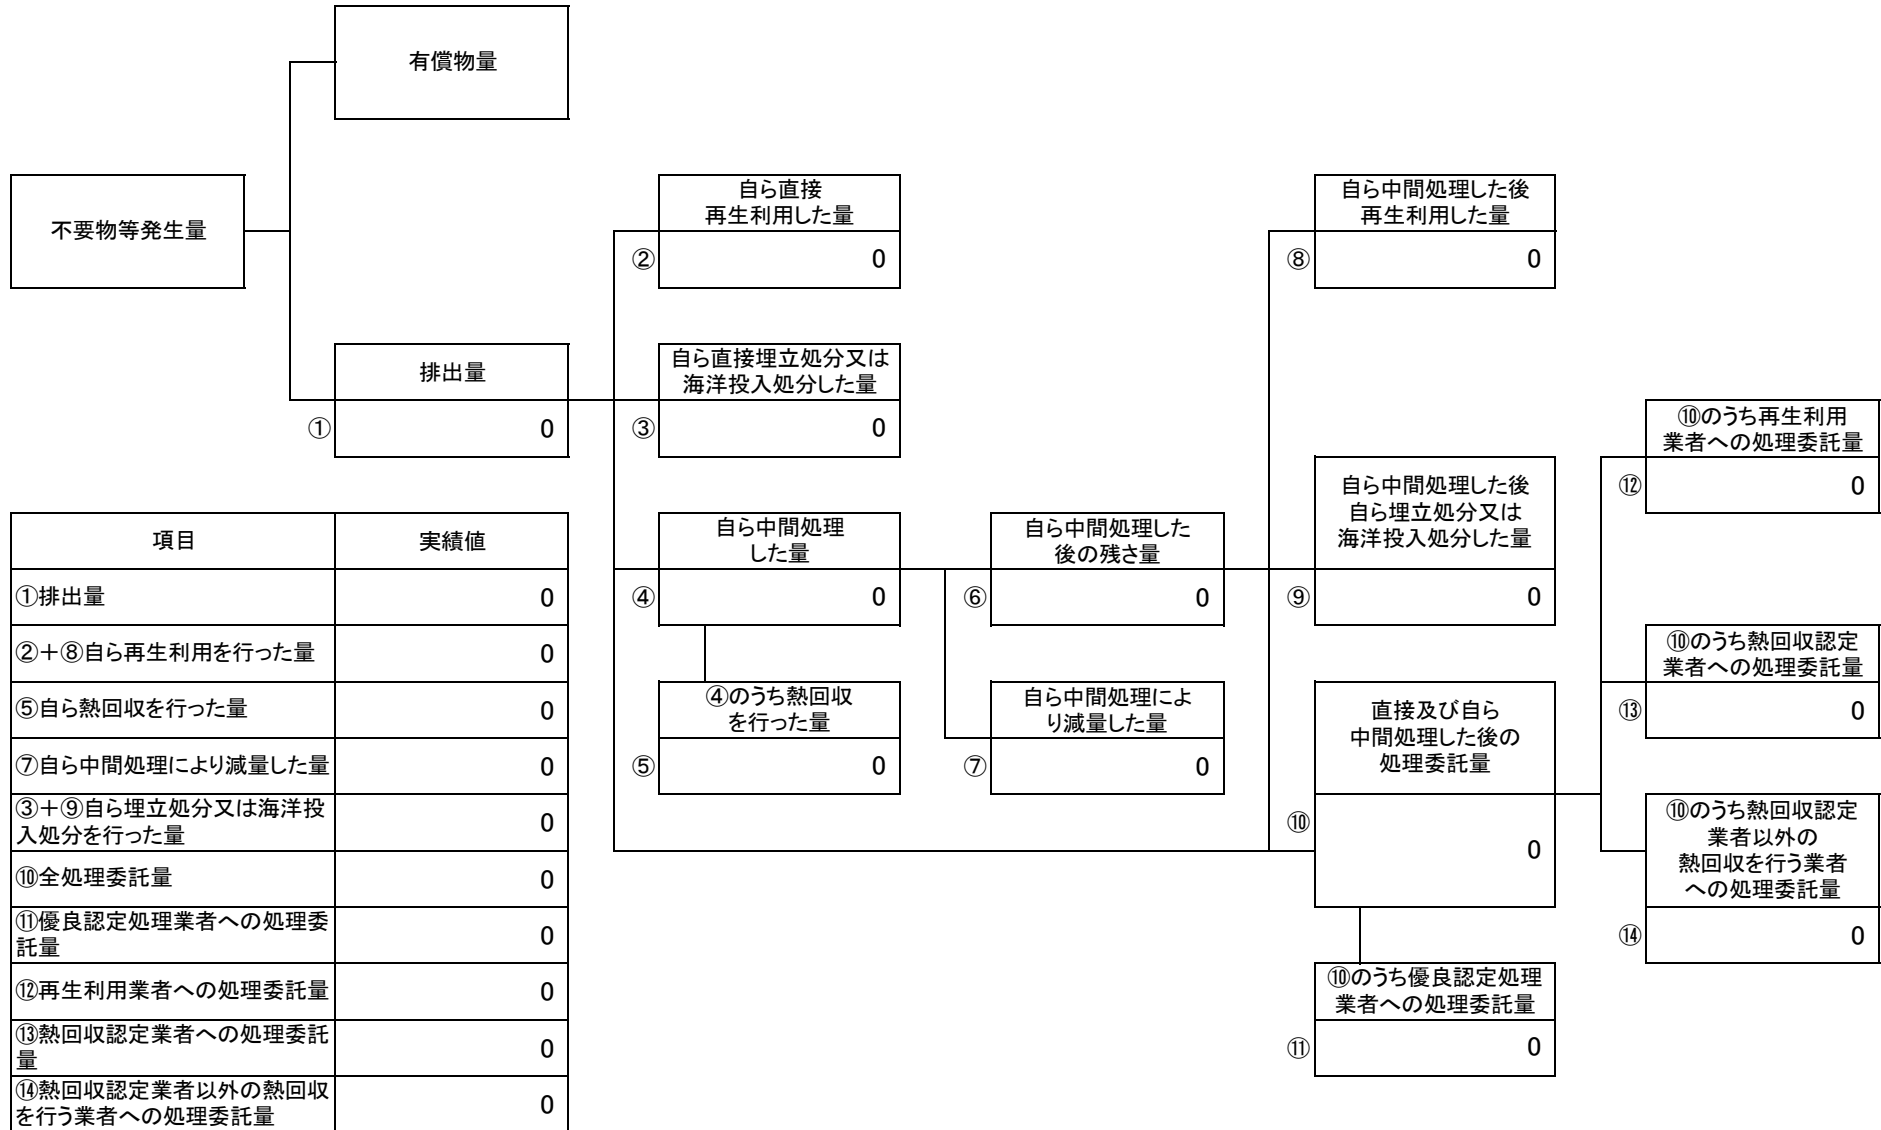 有償物量
不要物等発生量
排出量
① 0
自ら直接
再生利用した量
② 0
自ら直接埋立処分又は
海洋投入処分した量
③ 0
自ら中間処理
した量
④ 0
④のうち熱回収
を行った量
⑤ 0
自ら中間処理した
後の残さ量
⑥ 0
自ら中間処理によ
り減量した量
⑦ 0
自ら中間処理した後
再生利用した量
⑧ 0
自ら中間処理した後
自ら埋立処分又は
海洋投入処分した量
⑨ 0
直接及び自ら
中間処理した後の
処理委託量
⑩ 0
⑩のうち優良認定処理
業者への処理委託量
⑪ 0
⑩のうち再生利用
業者への処理委託量
⑫ 0
⑩のうち熱回収認定
業者への処理委託量
⑬ 0
⑩のうち熱回収認定
業者以外の
熱回収を行う業者
への処理委託量
⑭ 0
項目 実績値
①排出量 0
②+⑧自ら再生利用を行った量 0
⑤自ら熱回収を行った量 0
⑦自ら中間処理により減量した量 0
③+⑨自ら埋立処分又は海洋投
入処分を行った量 0
⑩全処理委託量 0
⑪優良認定処理業者への処理委
託量 0
⑫再生利用業者への処理委託量 0
⑬熱回収認定業者への処理委託
量 0
⑭熱回収認定業者以外の熱回収
を行う業者への処理委託量 0